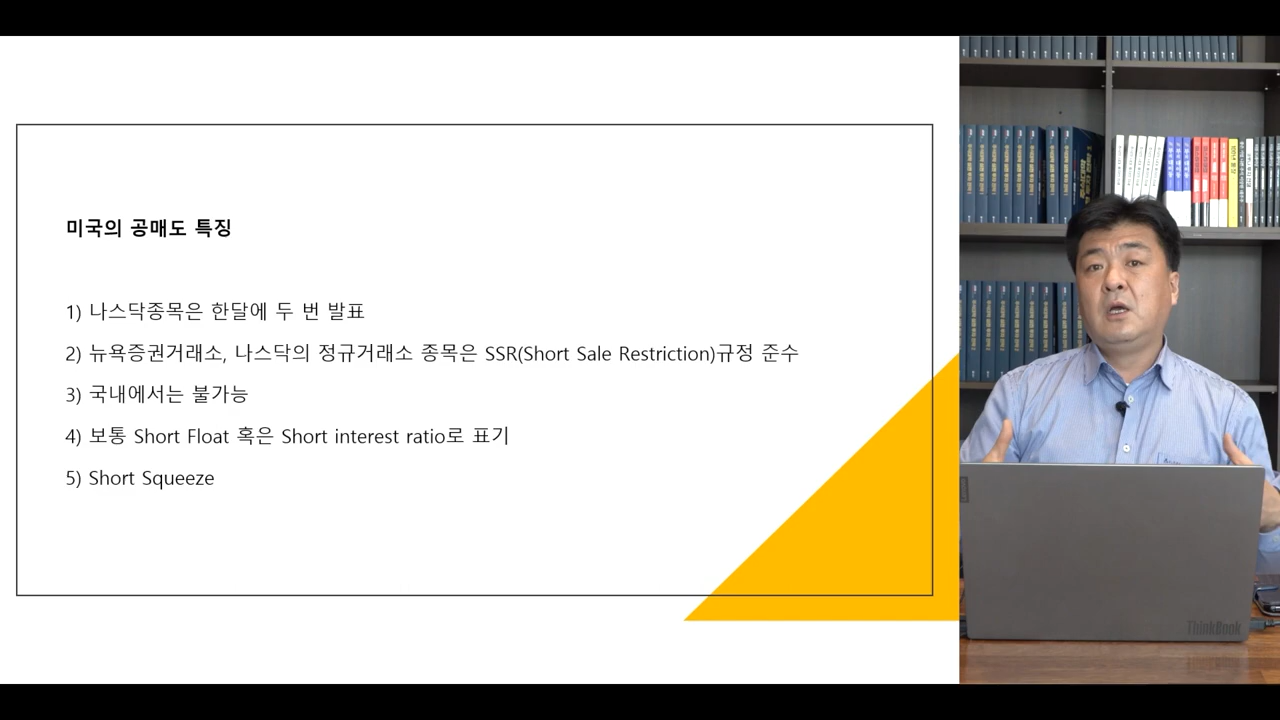 미국의 공매도 특징
1) 나스닥종목은 한달에 두 번 발표
2) 뉴욕증권거래소, 나스닥의 정규거래소 종목은 SSR(Short Sale Restriction)규정 준수
3) 국내에서는 불가능
4) 보통 Short Float 혹은 Short interest ratio로 표기
5) Short Squeeze
ThinkBook